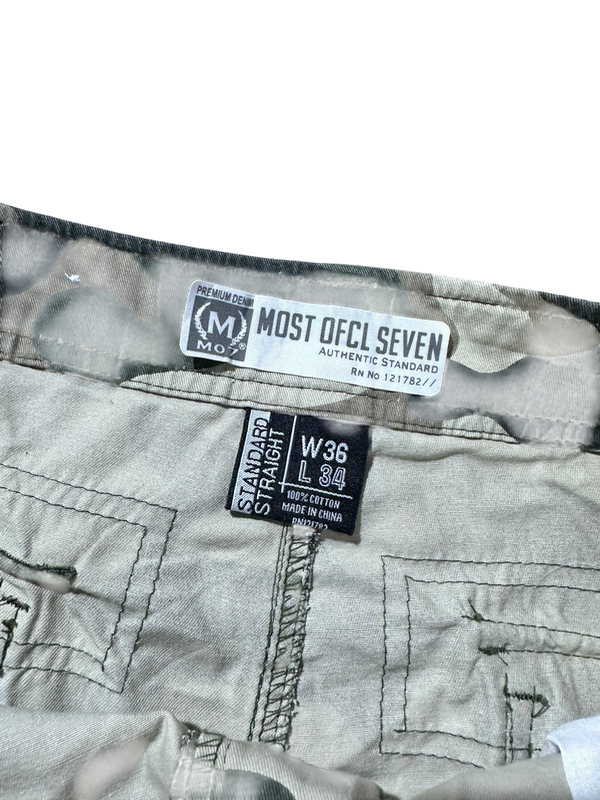 PREMIUM DENIM
M
MO7
MOST OFCL SEVEN
AUTHENTIC STANDARD
RN No 121782//
STANDARD
STRAIGHT
W36
L 34
100% COTTON
MADE IN CHINA
RN121782